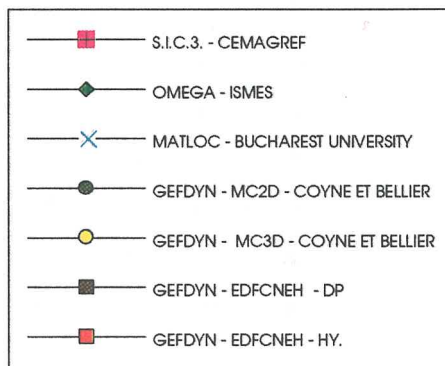 S.I.C.3. - CEMAGREF
OMEGA - ISMES
MATLOC - BUCHAREST UNIVERSITY
GEFDYN - MC2D - COYNE ET BELLIER
GEFDYN - MC3D - COYNE ET BELLIER
GEFDYN - EDFCNEH - DP
GEFDYN - EDFCNEH - HY.